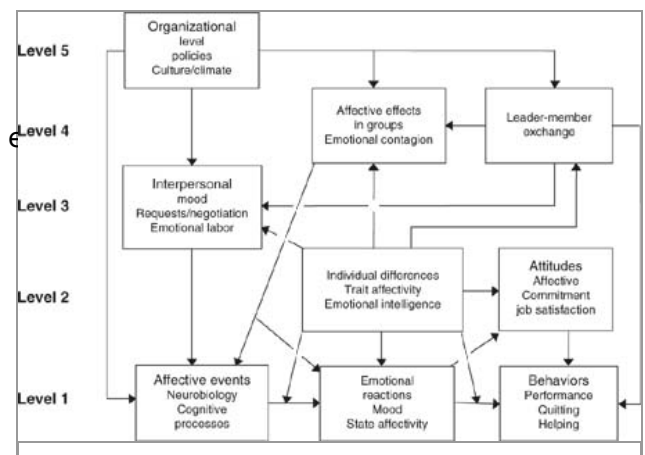 Level 5
Organizational
level
policies
Culture/climate
e
Level 4
Affective effects
in groups
Emotional contagion
Leader-member
exchange
Level 3
Interpersonal
mood
Requests/negotiation
Emotional labor
Level 2
Individual differences
Trait affectivity
Emotional intelligence
Attitudes
Affective
Commitment
job satisfaction
Level 1
Affective events
Neurobiology
Cognitive
processes
Emotional
reactions
Mood
State affectivity
Behaviors
Performance
Quitting
Helping